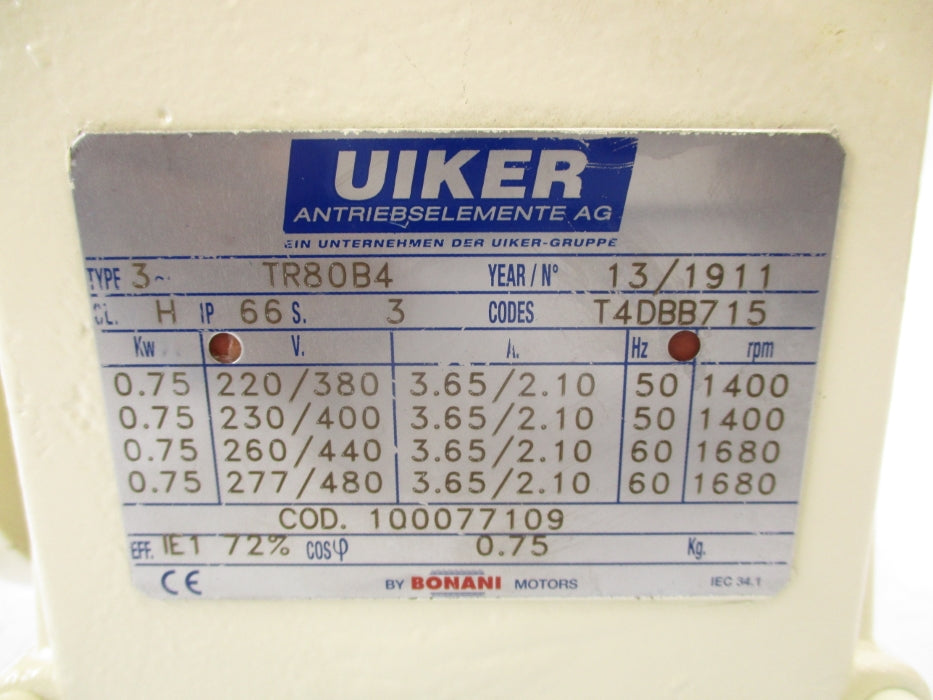 UIKER
ANTRIEBSELEMENTE AG
EIN UNTERNEHMEN DER UIKER-GRUPPE
TYPE 3~ TR80B4 YEAR / N° 13/1911
CL. H IP 66 S. 3 CODES T4DBB715
Kw V. A. Hz rpm
0.75 220/380 3.65/2.10 50 1400
0.75 230/400 3.65/2.10 50 1400
0.75 260/440 3.65/2.10 60 1680
0.75 277/480 3.65/2.10 60 1680
COD. 100077109
EFF. IE1 72% COSφ 0.75 Kg.
CE BY BONANI MOTORS IEC 34.1